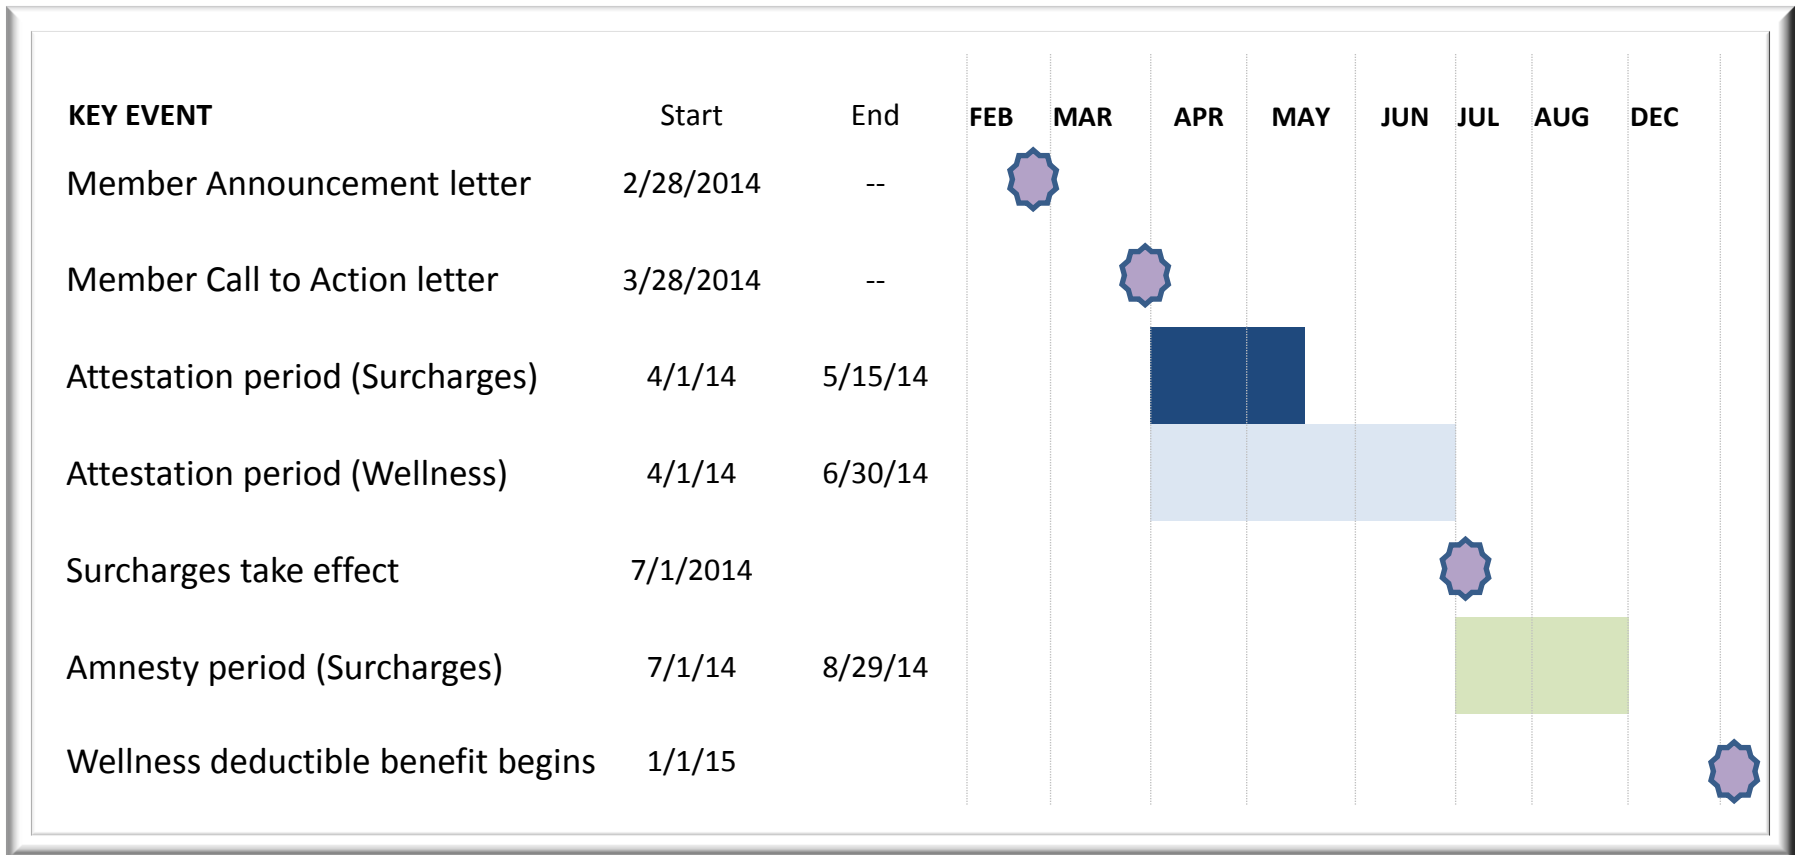 KEY EVENT Start End FEB MAR APR MAY JUN JUL AUG DEC
Member Announcement letter 2/28/2014 --
Member Call to Action letter 3/28/2014 --
Attestation period (Surcharges) 4/1/14 5/15/14
Attestation period (Wellness) 4/1/14 6/30/14
Surcharges take effect 7/1/2014
Amnesty period (Surcharges) 7/1/14 8/29/14
Wellness deductible benefit begins 1/1/15